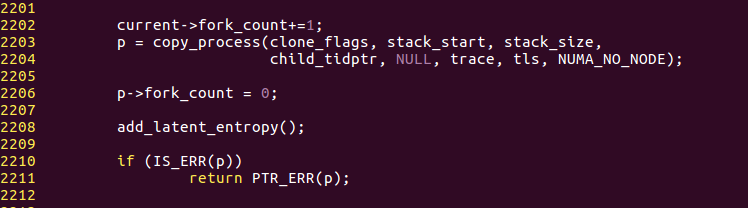 2201
2202         current->fork_count+=1;
2203         p = copy_process(clone_flags, stack_start, stack_size,
2204                          child_tidptr, NULL, trace, tls, NUMA_NO_NODE);
2205
2206         p->fork_count = 0;
2207
2208         add_latent_entropy();
2209
2210         if (IS_ERR(p))
2211                 return PTR_ERR(p);
2212